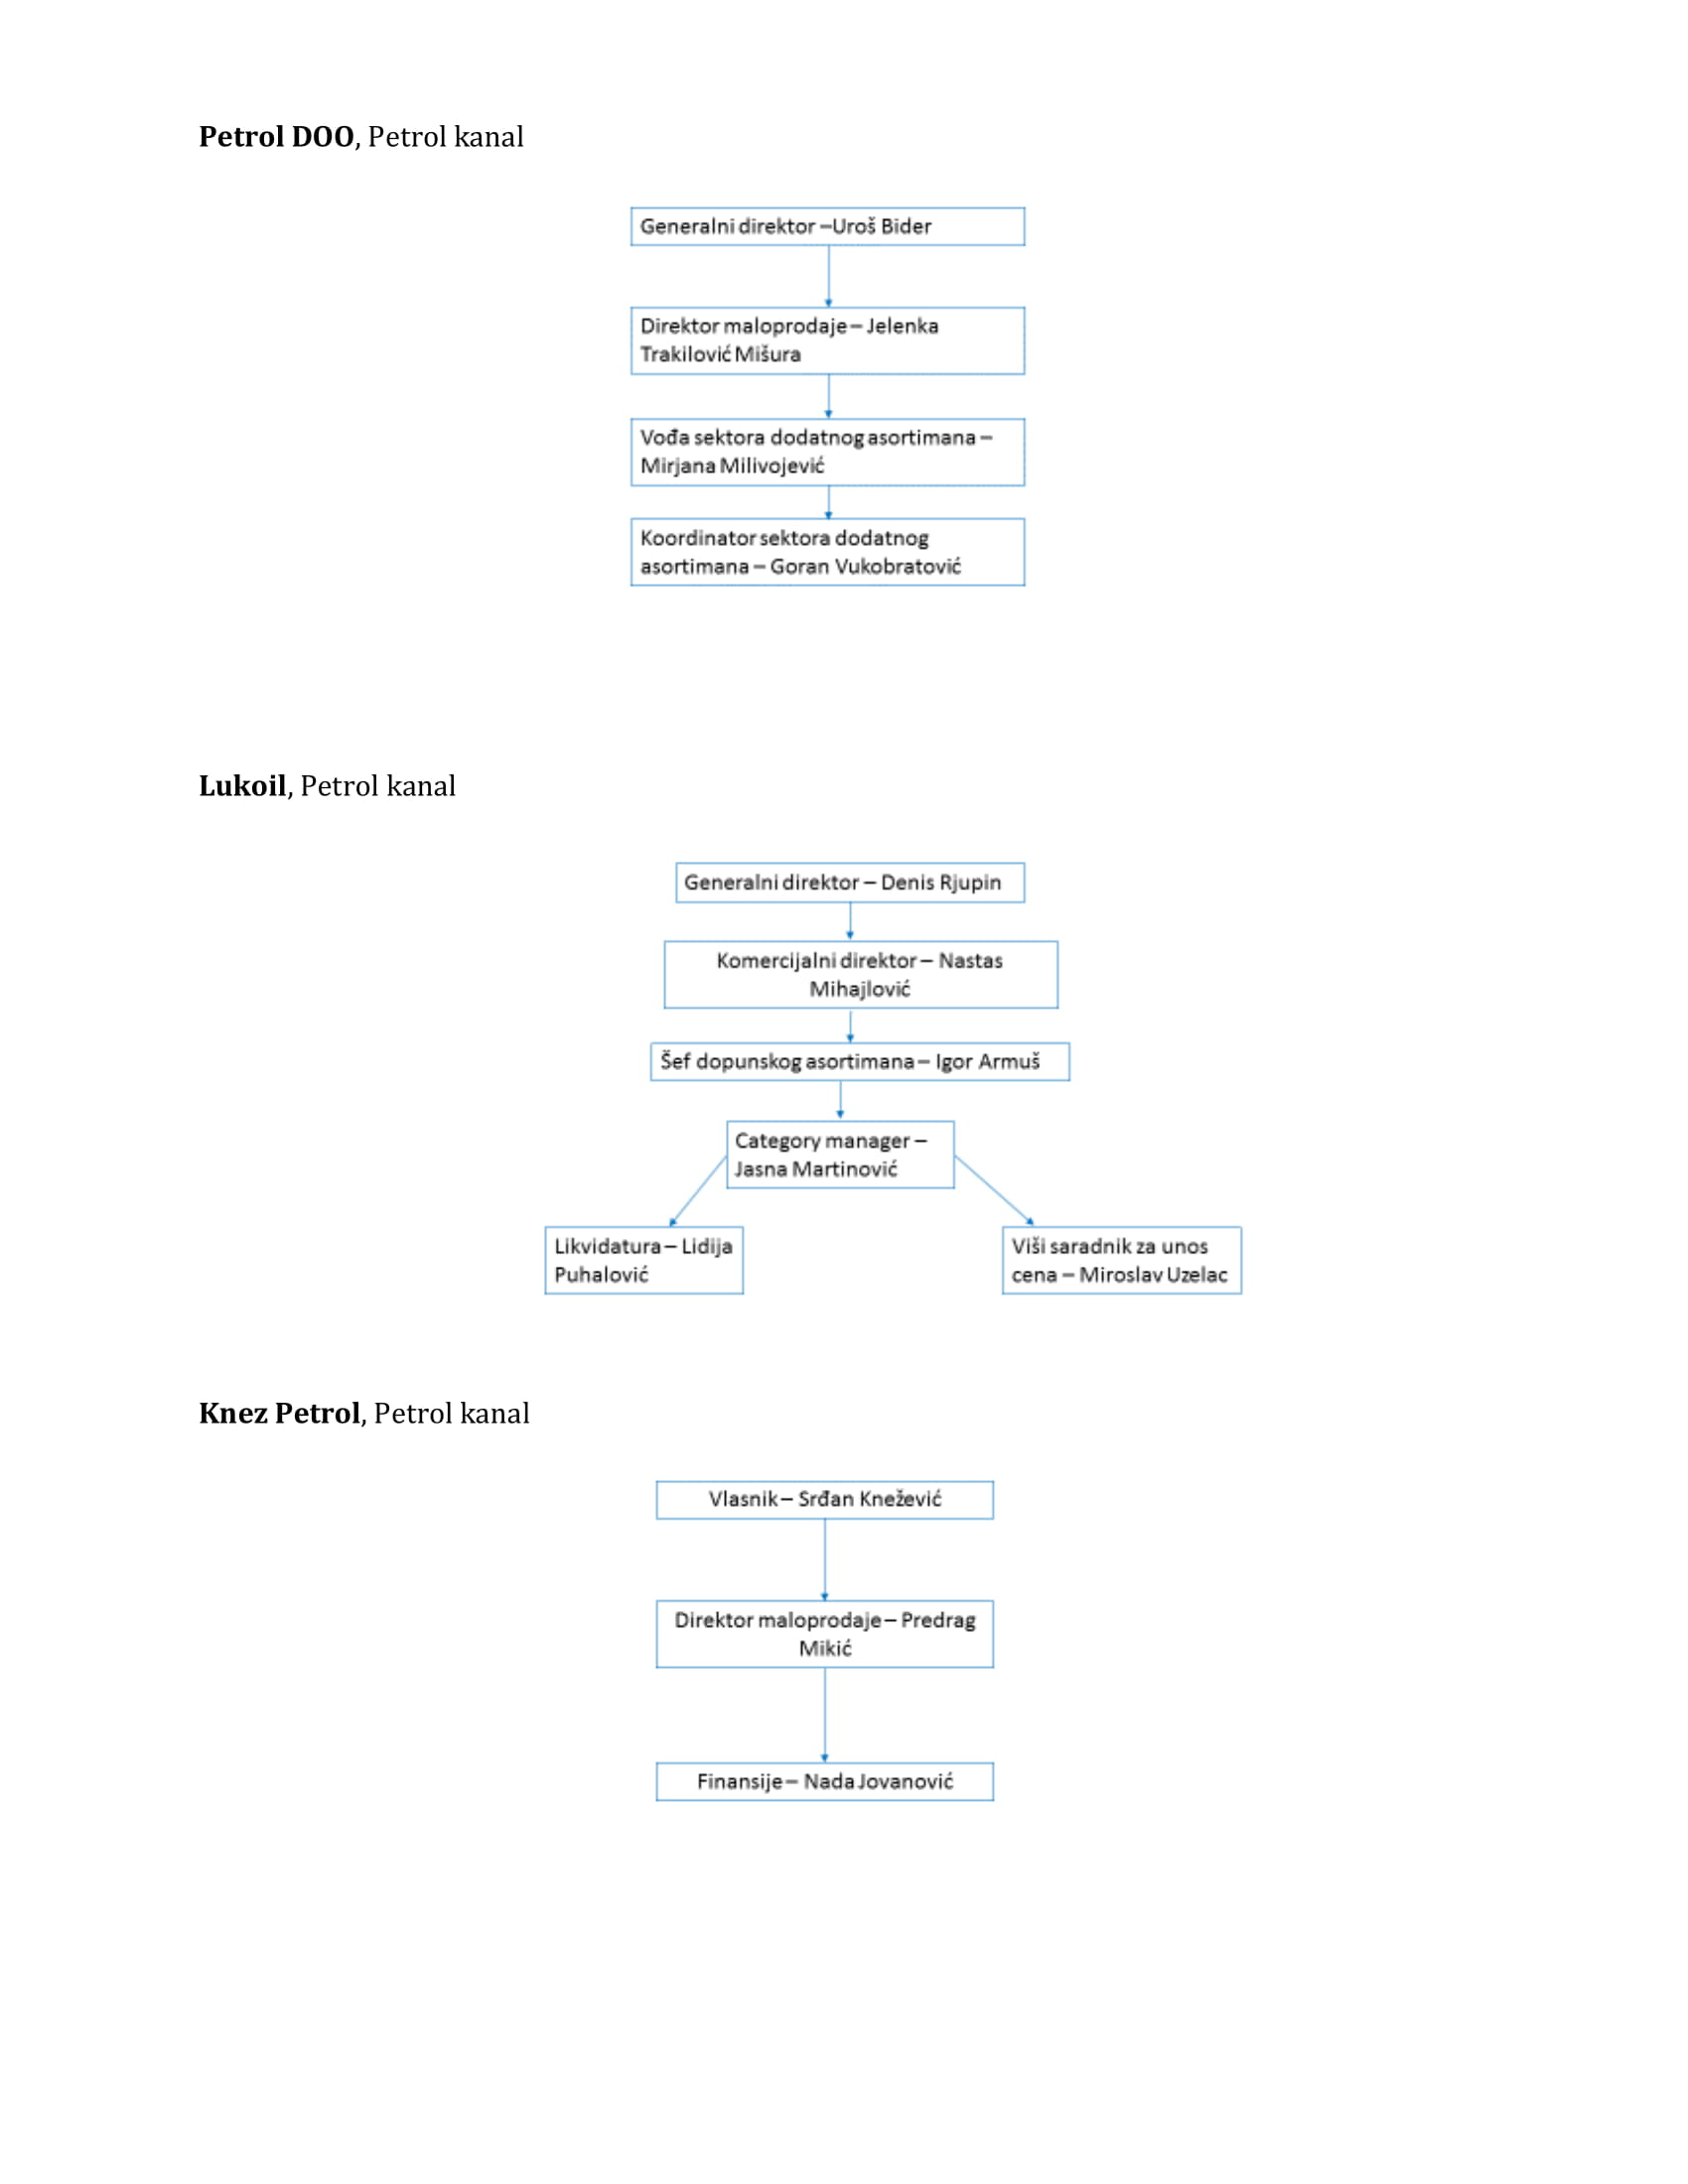 Petrol DOO, Petrol kanal
Generalni direktor –Uroš Bider
Direktor maloprodaje – Jelenka
Trakilović Mišura
Vođa sektora dodatnog asortimana –
Mirjana Milivojević
Koordinator sektora dodatnog
asortimana – Goran Vukobratović
Lukoil, Petrol kanal
Generalni direktor – Denis Rjupin
Komercijalni direktor – Nastas
Mihajlović
Šef dopunskog asortimana – Igor Armuš
Category manager –
Jasna Martinović
Likvidatura – Lidija
Puhalović
Viši saradnik za unos
cena – Miroslav Uzelac
Knez Petrol, Petrol kanal
Vlasnik – Srđan Knežević
Direktor maloprodaje – Predrag
Mikić
Finansije – Nada Jovanović